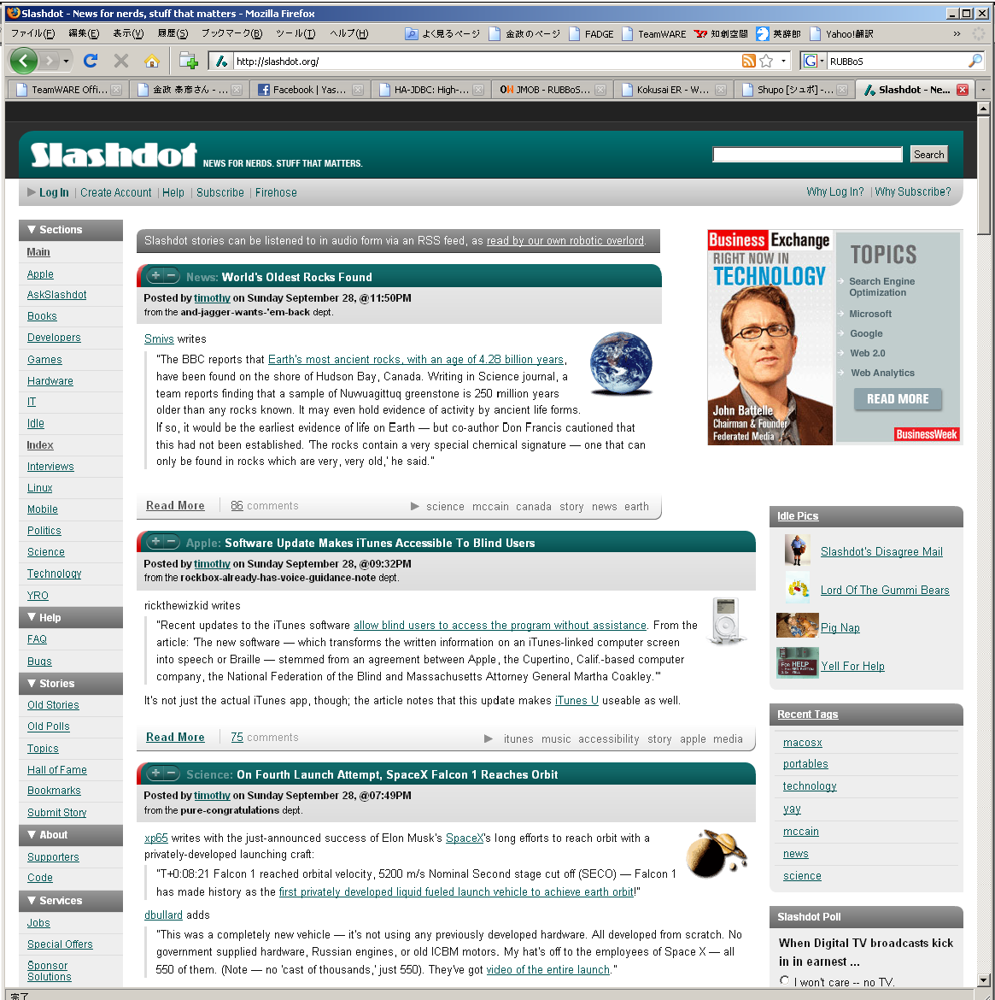 Slashdot - News for nerds, stuff that matters - Mozilla Firefox
ファイル(F) 編集(E) 表示(V) 履歴(S) ブックマーク(B) ツール(T) ヘルプ(H) よく見るページ 金政のページ FADGE TeamWARE 知創空間 英辞郎 Yahoo!翻訳 »
http://slashdot.org/ RUBBoS
TeamWARE Offi... 金政 泰彦さん - ... Facebook | Yas... HA-JDBC: High-... JMOB - RUBBoS... Kokusai ER - W... Shupo [シュポ] -... Slashdot - Ne...
Slashdot NEWS FOR NERDS. STUFF THAT MATTERS. Search
Log In | Create Account | Help | Subscribe | Firehose Why Log In? | Why Subscribe?
Sections
Main
Apple
AskSlashdot
Books
Developers
Games
Hardware
IT
Idle
Index
Interviews
Linux
Mobile
Politics
Science
Technology
YRO
Help
FAQ
Bugs
Stories
Old Stories
Old Polls
Topics
Hall of Fame
Bookmarks
Submit Story
About
Supporters
Code
Services
Jobs
Special Offers
Sponsor
Solutions
Slashdot stories can be listened to in audio form via an RSS feed, as read by our own robotic overlord.
News: World's Oldest Rocks Found
Posted by timothy on Sunday September 28, @11:50PM
from the and-jagger-wants-'em-back dept.
Smivs writes
"The BBC reports that Earth's most ancient rocks, with an age of 4.28 billion years,
have been found on the shore of Hudson Bay, Canada. Writing in Science journal, a
team reports finding that a sample of Nuvvuagittuq greenstone is 250 million years
older than any rocks known. It may even hold evidence of activity by ancient life forms.
If so, it would be the earliest evidence of life on Earth — but co-author Don Francis cautioned that
this had not been established. 'The rocks contain a very special chemical signature — one that can
only be found in rocks which are very, very old,' he said."
Read More 86 comments science mccain canada story news earth
Apple: Software Update Makes iTunes Accessible To Blind Users
Posted by timothy on Sunday September 28, @09:32PM
from the rockbox-already-has-voice-guidance-note dept.
rickthewizkid writes
"Recent updates to the iTunes software allow blind users to access the program without assistance. From the
article: 'The new software — which transforms the written information on an iTunes-linked computer screen
into speech or Braille — stemmed from an agreement between Apple, the Cupertino, Calif.-based computer
company, the National Federation of the Blind and Massachusetts Attorney General Martha Coakley.'"
It's not just the actual iTunes app, though; the article notes that this update makes iTunes U useable as well.
Read More 75 comments itunes music accessibility story apple media
Science: On Fourth Launch Attempt, SpaceX Falcon 1 Reaches Orbit
Posted by timothy on Sunday September 28, @07:49PM
from the pure-congratulations dept.
xp65 writes with the just-announced success of Elon Musk's SpaceX's long efforts to reach orbit with a
privately-developed launching craft:
"T+0:08:21 Falcon 1 reached orbital velocity, 5200 m/s Nominal Second stage cut off (SECO) — Falcon 1
has made history as the first privately developed liquid fueled launch vehicle to achieve earth orbit!"
dbullard adds
"This was a completely new vehicle — it's not using any previously developed hardware. All developed from scratch. No
government supplied hardware, Russian engines, or old ICBM motors. My hat's off to the employees of Space X — all
550 of them. (Note — no 'cast of thousands,' just 550). They've got video of the entire launch."
Business Exchange
RIGHT NOW IN
TECHNOLOGY
John Battelle
Chairman & Founder
Federated Media
TOPICS
Search Engine
Optimization
Microsoft
Google
Web 2.0
Web Analytics
READ MORE
BusinessWeek
Idle Pics
Slashdot's Disagree Mail
Lord Of The Gummi Bears
Pig Nap
Yell For Help
Recent Tags
macosx
portables
technology
yay
mccain
news
science
Slashdot Poll
When Digital TV broadcasts kick
in in earnest ...
I won't care -- no TV.
完了